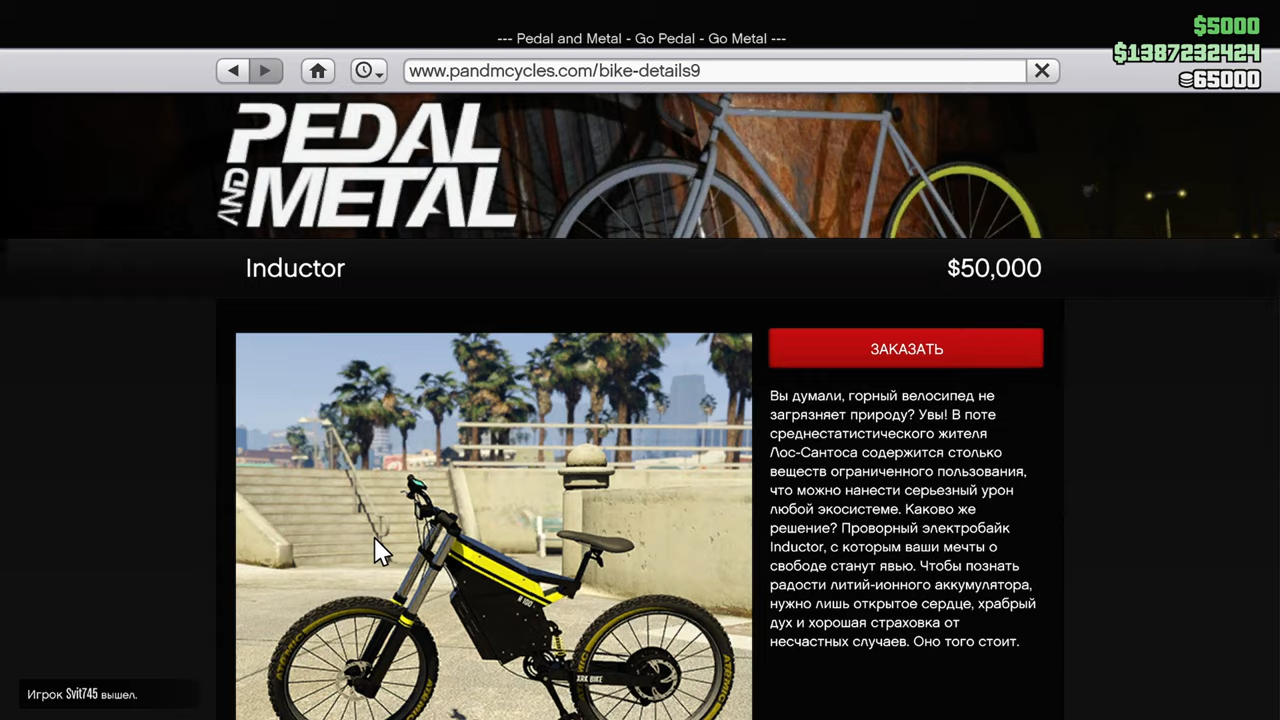 --- Pedal and Metal - Go Pedal - Go Metal ---
$5000
$1387232424
65000
www.pandmcycles.com/bike-details9
PEDAL
AND METAL
Inductor
$50,000
ЗАКАЗАТЬ
Вы думали, горный велосипед не
загрязняет природу? Увы! В поте
среднестатистического жителя
Лос-Сантоса содержится столько
веществ ограниченного пользования,
что можно нанести серьезный урон
любой экосистеме. Каково же
решение? Проворный электробайк
Inductor, с которым ваши мечты о
свободе станут явью. Чтобы познать
радости литий-ионного аккумулятора,
нужно лишь открытое сердце, храбрый
дух и хорошая страховка от
несчастных случаев. Оно того стоит.
XRK BIKE
Игрок Svit745 вышел.